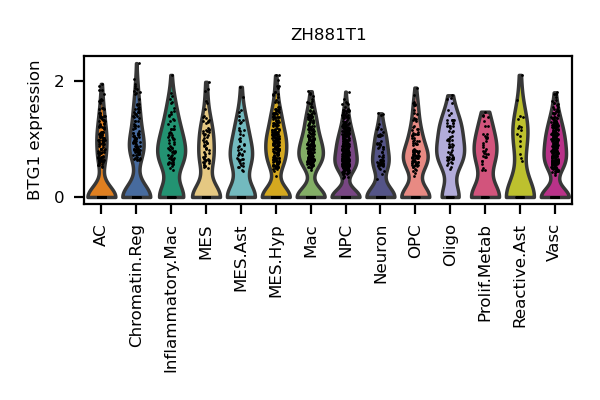 ZH881T1
BTG1 expression
2
0
AC
Chromatin.Reg
Inflammatory.Mac
MES
MES.Ast
MES.Hyp
Mac
NPC
Neuron
OPC
Oligo
Prolif.Metab
Reactive.Ast
Vasc